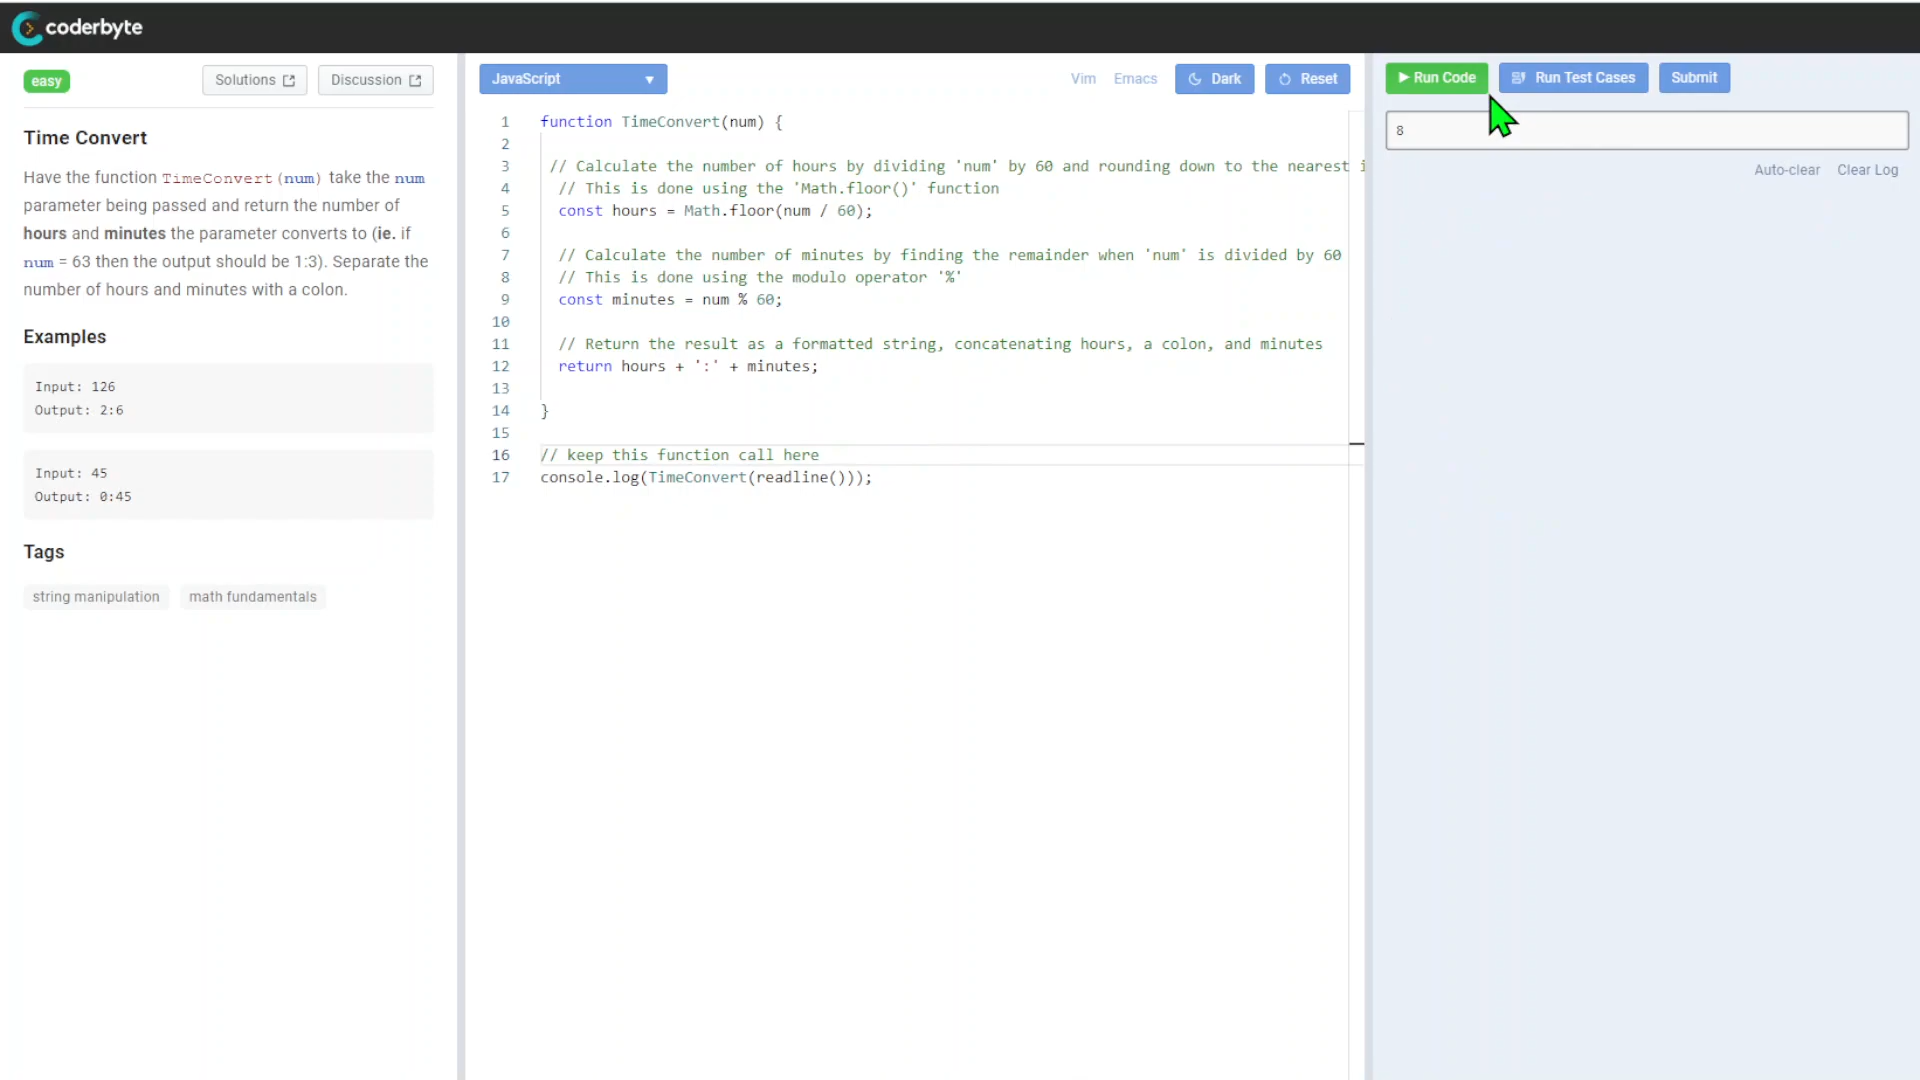 coderbyte
easy
Solutions
Discussion
Time Convert
Have the function TimeConvert(num) take the num
parameter being passed and return the number of
hours and minutes the parameter converts to (ie. if
num = 63 then the output should be 1:3). Separate the
number of hours and minutes with a colon.
Examples
Input: 126
Output: 2:6
Input: 45
Output: 0:45
Tags
string manipulation
math fundamentals
JavaScript
Vim
Emacs
Dark
Reset
1 function TimeConvert(num) {
2
3 // Calculate the number of hours by dividing 'num' by 60 and rounding down to the nearest i
4 // This is done using the 'Math.floor()' function
5 const hours = Math.floor(num / 60);
6
7 // Calculate the number of minutes by finding the remainder when 'num' is divided by 60
8 // This is done using the modulo operator '%'
9 const minutes = num % 60;
10
11 // Return the result as a formatted string, concatenating hours, a colon, and minutes
12 return hours + ':' + minutes;
13
14 }
15
16 // keep this function call here
17 console.log(TimeConvert(readline()));
Run Code
Run Test Cases
Submit
8
Auto-clear
Clear Log